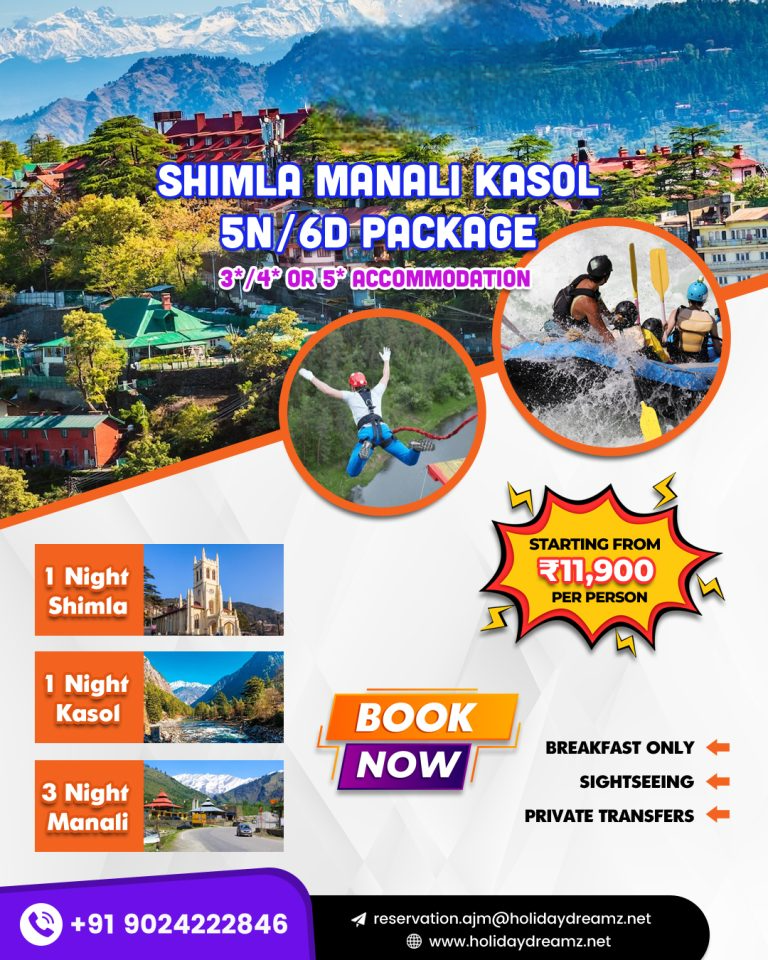 SHIMLA MANALI KASOL
5N/6D PACKAGE
3*/4* OR 5* ACCOMMODATION
STARTING FROM
₹11,900
PER PERSON
1 Night
Shimla
1 Night
Kasol
3 Night
Manali
BOOK
NOW
BREAKFAST ONLY
SIGHTSEEING
PRIVATE TRANSFERS
+91 9024222846
reservation.ajm@holidaydreamz.net
www.holidaydreamz.net